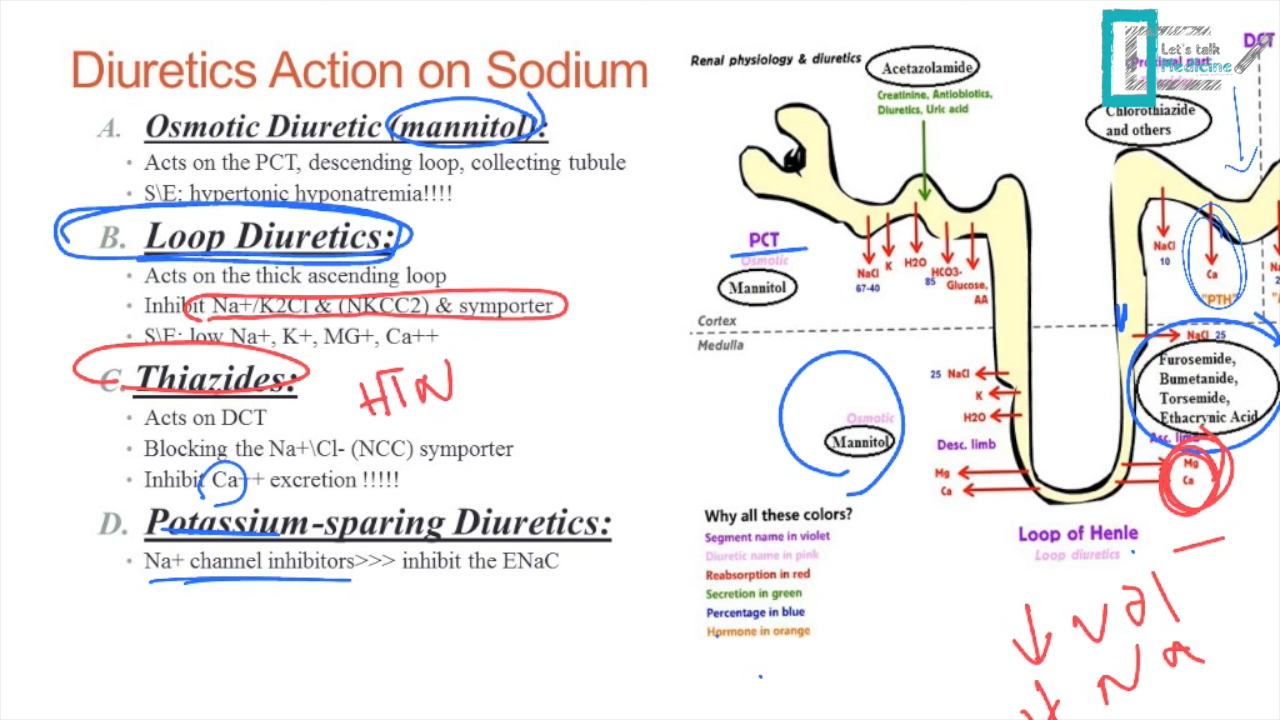 Diuretics Action on Sodium
A. Osmotic Diuretic (mannitol):
• Acts on the PCT, descending loop, collecting tubule
• S\E: hypertonic hyponatremia!!!!
B. Loop Diuretics:
• Acts on the thick ascending loop
• Inhibit Na+/K2Cl & (NKCC2) & symporter
• S\E: low Na+, K+, MG+, Ca++
C. Thiazides:
HTN
• Acts on DCT
• Blocking the Na+\Cl- (NCC) symporter
• Inhibit Ca++ excretion !!!!!
D. Potassium-sparing Diuretics:
• Na+ channel inhibitors>>> inhibit the ENaC
Renal physiology & diuretics
Acetazolamide
Creatinine, Antibiotics,
Diuretics, Uric acid
DCT
Let's talk
Medicine
Proximal part
Chlorothiazide
and others
PCT
Osmotic
Mannitol
NaCl
67-40
K
H2O
85
HCO3-
Glucose,
AA
NaCl
10
Ca
"PTH"
Cortex
Medulla
NaCl 25
Furosemide,
Bumetanide,
Torsemide,
Ethacrynic Acid
Asc. limb
25 NaCl
K
H2O
Osmotic
Mannitol
Desc. limb
Mg
Ca
Mg
Ca
Why all these colors?
Segment name in violet
Diuretic name in pink
Reabsorption in red
Secretion in green
Percentage in blue
Hormone in orange
Loop of Henle
Loop diuretics
↓ vol
↓ Na